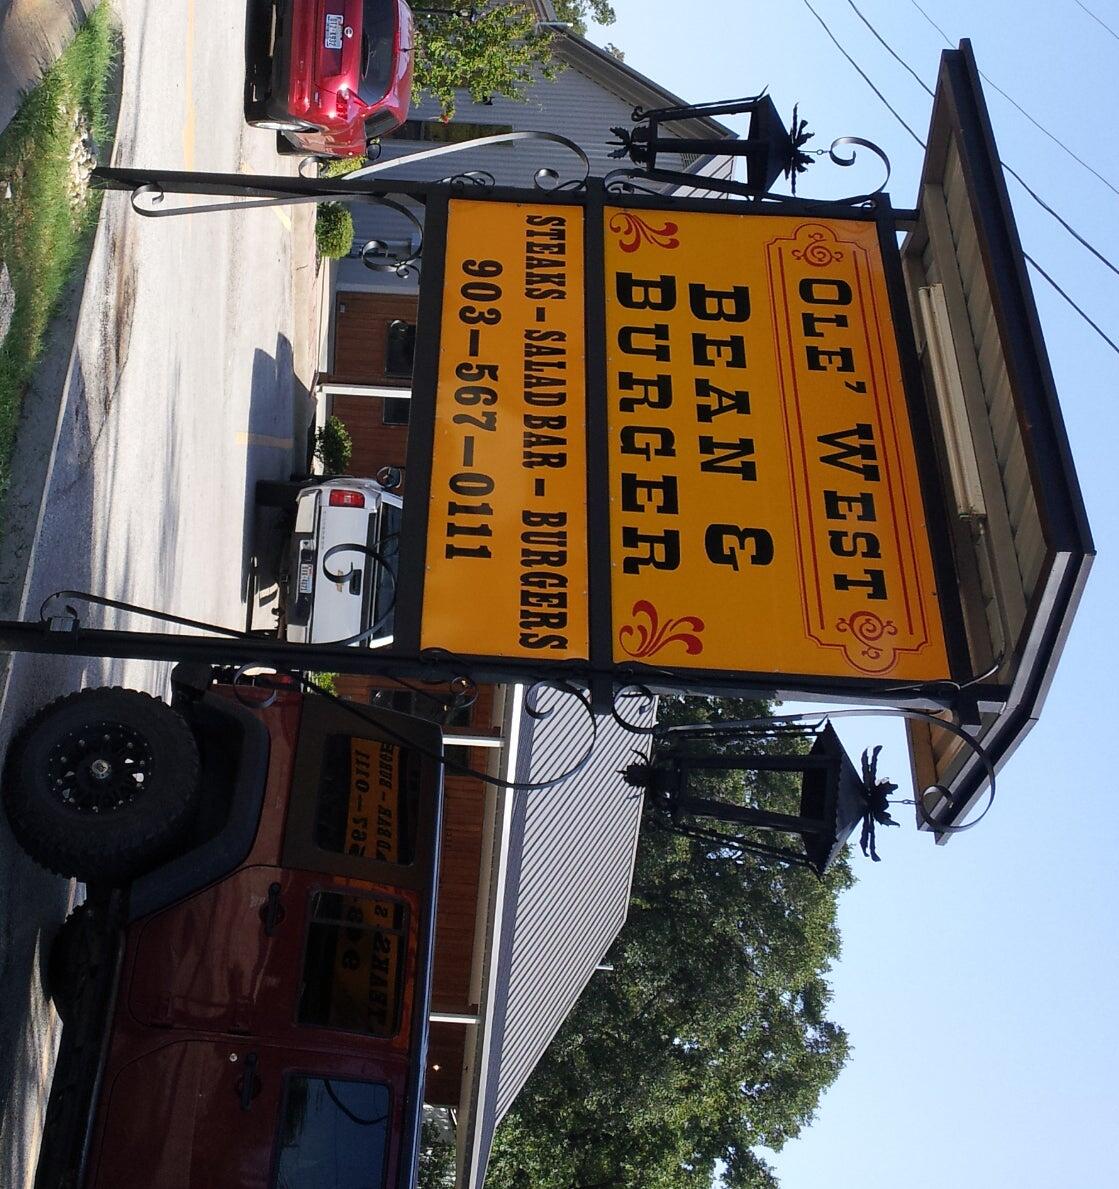 OLE' WEST
BEAN &
BURGER
STEAKS - SALAD BAR - BURGERS
903-567-0111